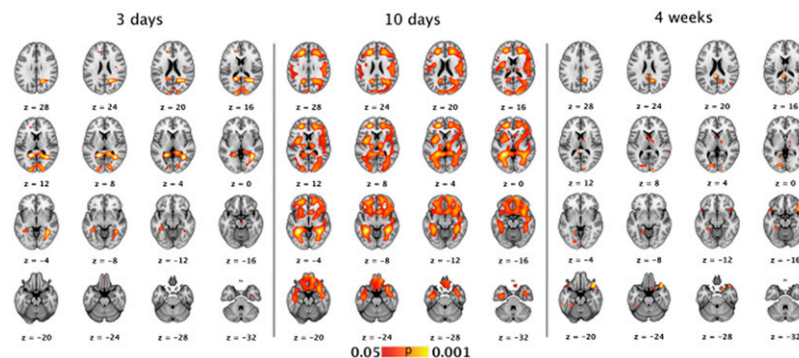 3 days 10 days 4 weeks
z = 28 z = 24 z = 20 z = 16 z = 28 z = 24 z = 20 z = 16 z = 28 z = 24 z = 20 z = 16
z = 12 z = 8 z = 4 z = 0 z = 12 z = 8 z = 4 z = 0 z = 12 z = 8 z = 4 z = 0
z = -4 z = -8 z = -12 z = -16 z = -4 z = -8 z = -12 z = -16 z = -4 z = -8 z = -12 z = -16
z = -20 z = -24 z = -28 z = -32 z = -20 z = -24 z = -28 z = -32 z = -20 z = -24 z = -28 z = -32
0.05 p 0.001